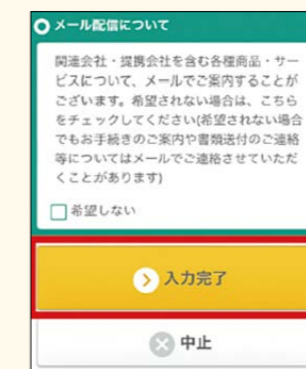 メール配信について
関連会社・提携会社を含む各種商品・サー
ビスについて、メールでご案内することが
ございます。希望されない場合は、こちら
をチェックしてください(希望されない場合
でもお手続きのご案内や書類送付のご連絡
等についてはメールでご連絡させていただ
くことがあります)
希望しない
入力完了
中止